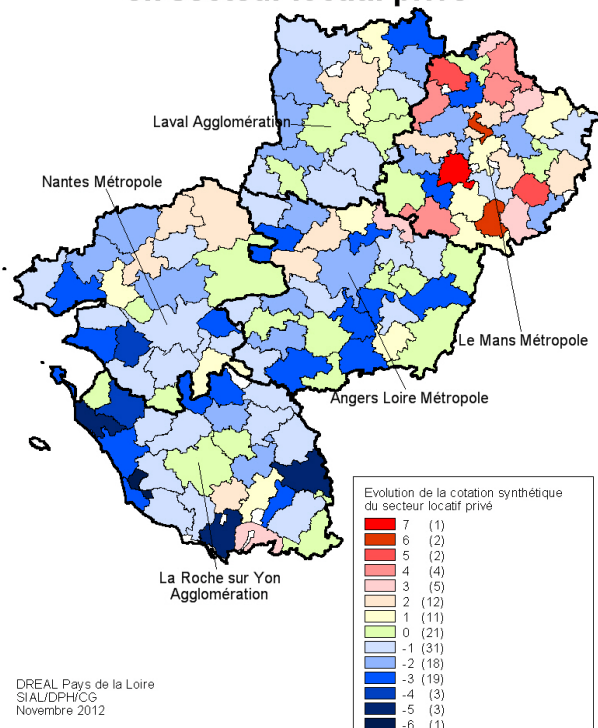 Laval Agglomération
Nantes Métropole
Le Mans Métropole
Angers Loire Métropole
La Roche sur Yon
Agglomération
Evolution de la cotation synthétique
du secteur locatif privé
7 (1)
6 (2)
5 (2)
4 (4)
3 (5)
2 (12)
1 (11)
0 (21)
-1 (31)
-2 (18)
-3 (19)
-4 (3)
-5 (3)
-6 (1)
DREAL Pays de la Loire
SIAL/DPH/CG
Novembre 2012